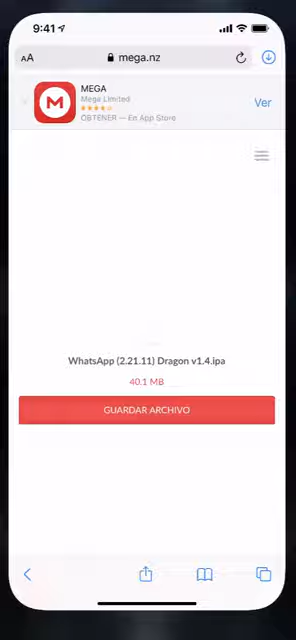 9:41
AA mega.nz
MEGA
Mega Limited
OBTENER — En App Store
Ver
WhatsApp (2.21.11) Dragon v1.4.ipa
40.1 MB
GUARDAR ARCHIVO